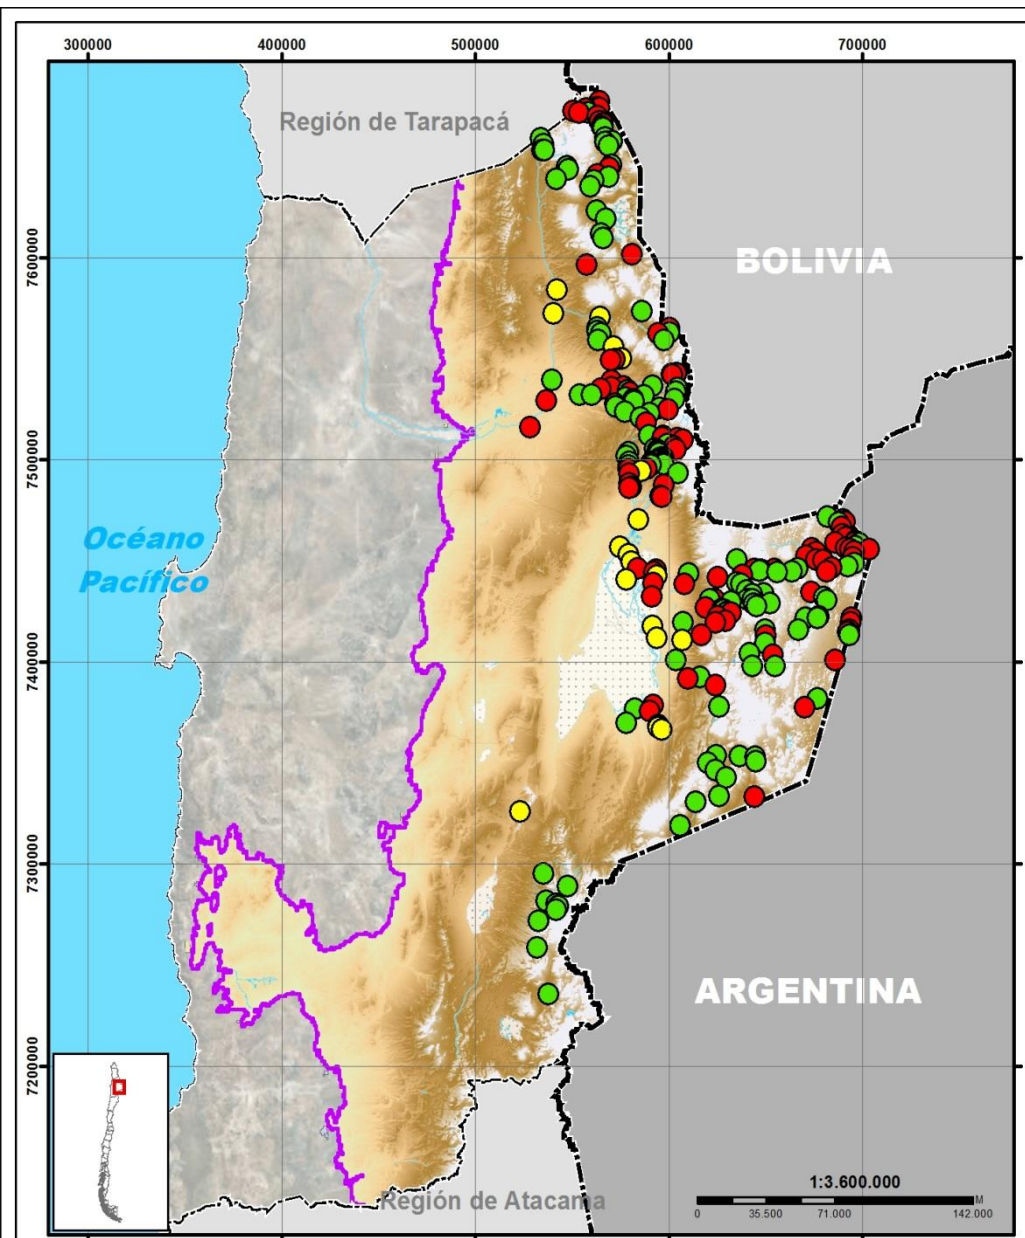 300000 400000 500000 600000 700000
Región de Tarapacá
7600000
BOLIVIA
7500000
Océano
Pacífico
7400000
7300000
ARGENTINA
7200000
1:3.600.000
M
0 35.500 71.000 142.000
Región de Atacama